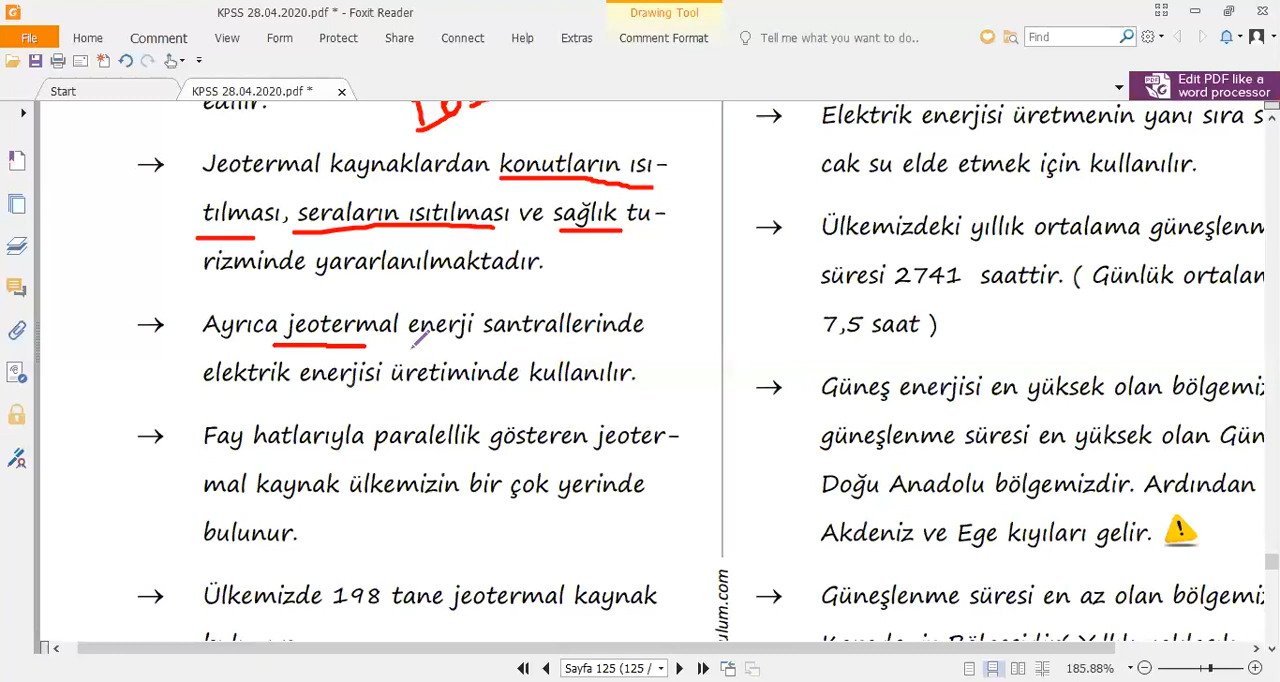 KPSS 28.04.2020.pdf * - Foxit Reader
Drawing Tool
File
Home
Comment
View
Form
Protect
Share
Connect
Help
Extras
Comment Format
Tell me what you want to do..
Find
Start
KPSS 28.04.2020.pdf *
Edit PDF like a
word processor
edilir.
Jeotermal kaynaklardan konutların ısı-
tılması, seraların ısıtılması ve sağlık tu-
rizminde yararlanılmaktadır.
Ayrıca jeotermal enerji santrallerinde
elektrik enerjisi üretiminde kullanılır.
Fay hatlarıyla paralellik gösteren jeoter-
mal kaynak ülkemizin bir çok yerinde
bulunur.
Ülkemizde 198 tane jeotermal kaynak
ulum.com
Elektrik enerjisi üretmenin yanı sıra s
cak su elde etmek için kullanılır.
Ülkemizdeki yıllık ortalama güneşlenm
süresi 2741 saattir. ( Günlük ortalan
7,5 saat )
Güneş enerjisi en yüksek olan bölgemiz
güneşlenme süresi en yüksek olan Gün
Doğu Anadolu bölgemizdir. Ardından
Akdeniz ve Ege kıyıları gelir.
Güneşlenme süresi en az olan bölgemiz
Sayfa 125 (125 /
185.88%